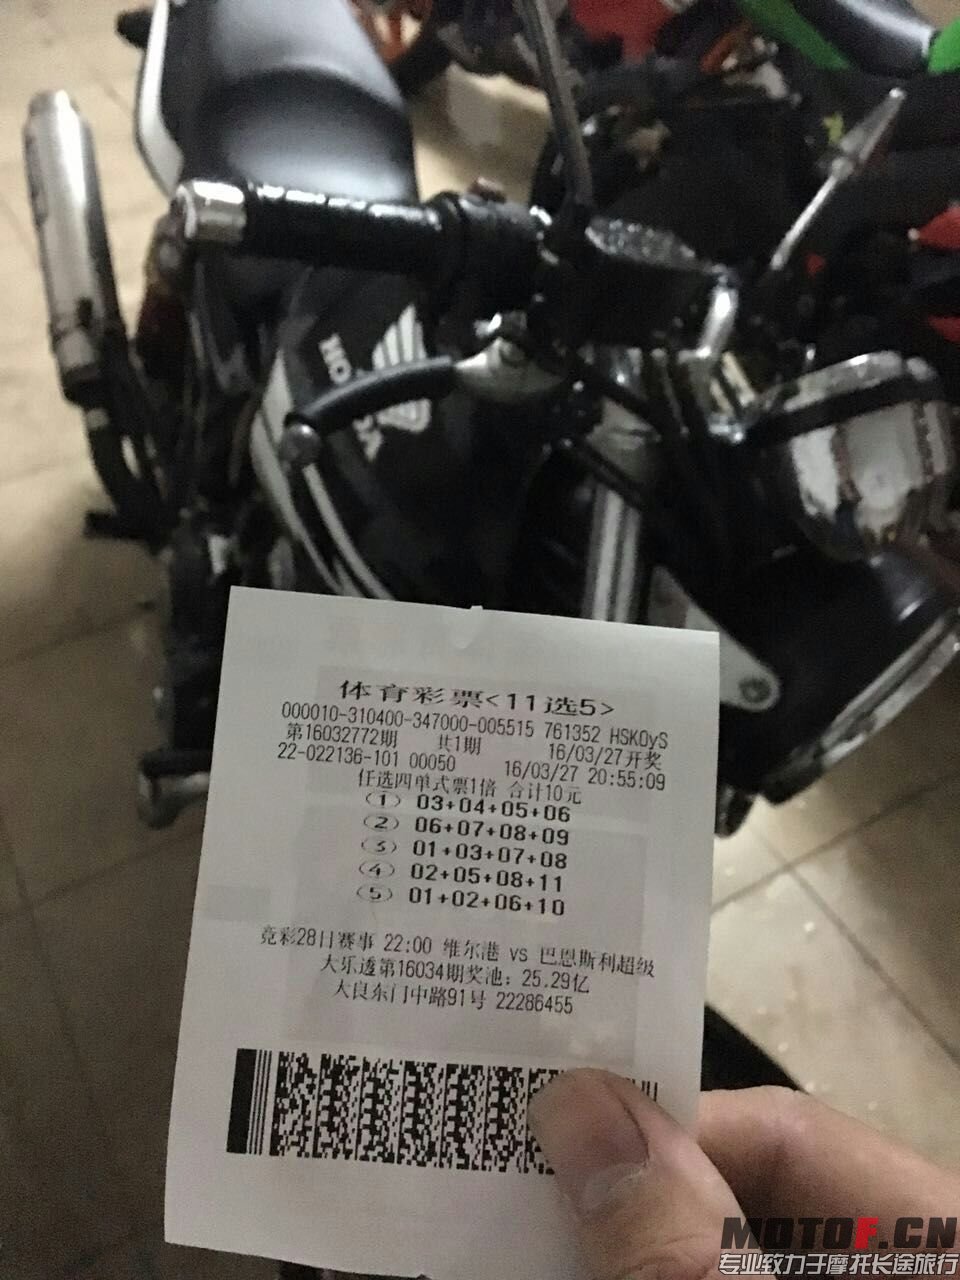 HONDA
体育彩票<11选5>
000010-310400-347000-005515 761352 HSKOyS
第16032772期 共1期 16/03/27开奖
22-022136-101 00050 16/03/27 20:55:09
任选四单式票1倍 合计10元
① 03+04+05+06
② 06+07+08+09
③ 01+03+07+08
④ 02+05+08+11
⑤ 01+02+06+10
竞彩28日赛事 22:00 维尔港 vs 巴恩斯利超级
大乐透第16034期奖池：25.29亿
大良东门中路91号 22286455
MOTOF.CN
专业致力于摩托长途旅行